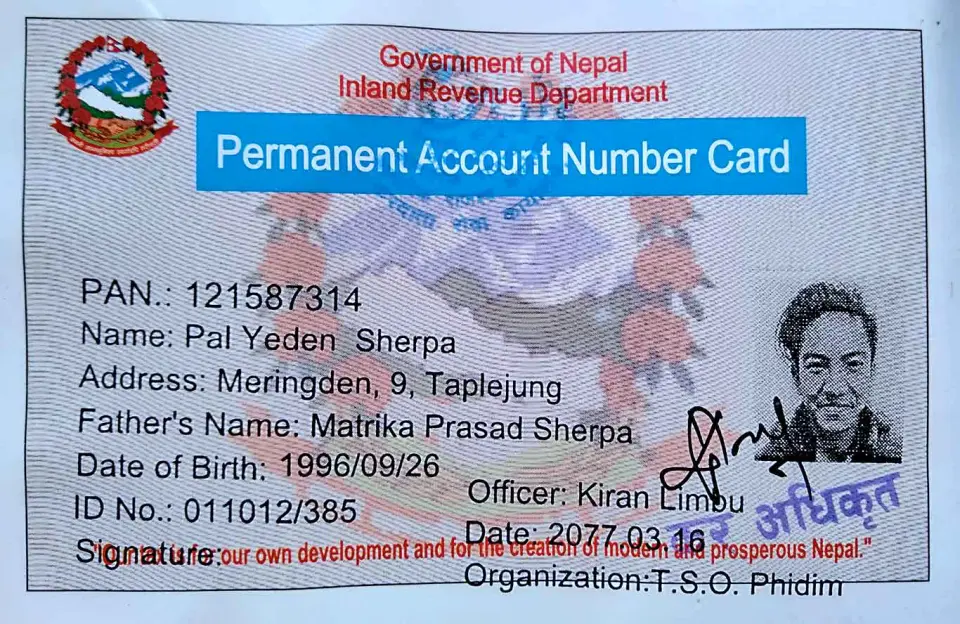 Government of Nepal
Inland Revenue Department
Permanent Account Number Card
PAN.: 121587314
Name: Pal Yeden Sherpa
Address: Meringden, 9, Taplejung
Father's Name: Matrika Prasad Sherpa
Date of Birth: 1996/09/26
ID No.: 011012/385
Signature:
Officer: Kiran Limbu
कर अधिकृत
Date: 2077.03.16
our own development and for the creation of modern and prosperous Nepal."
Organization:T.S.O. Phidim